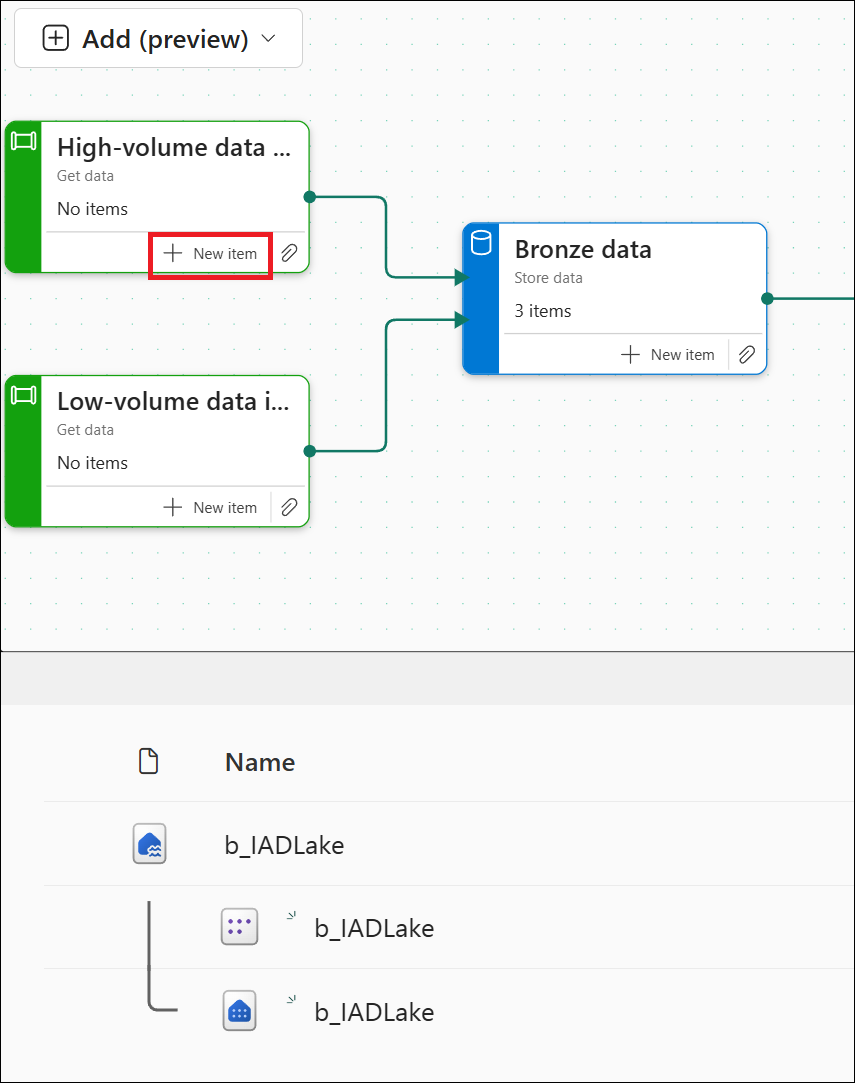 Add (preview)
High-volume data ...
Get data
No items
New item
Bronze data
Store data
3 items
New item
Low-volume data i...
Get data
No items
New item
Name
b_IADLake
b_IADLake
b_IADLake